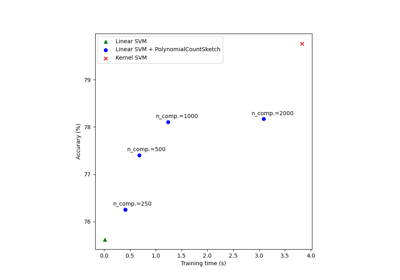 Linear SVM
Linear SVM + PolynomialCountSketch
Kernel SVM
79
78
77
76
Accurary (%)
n_comp.=1000
n_comp.=2000
n_comp.=500
n_comp.=250
0.0 0.5 1.0 1.5 2.0 2.5 3.0 3.5 4.0
Training time (s)